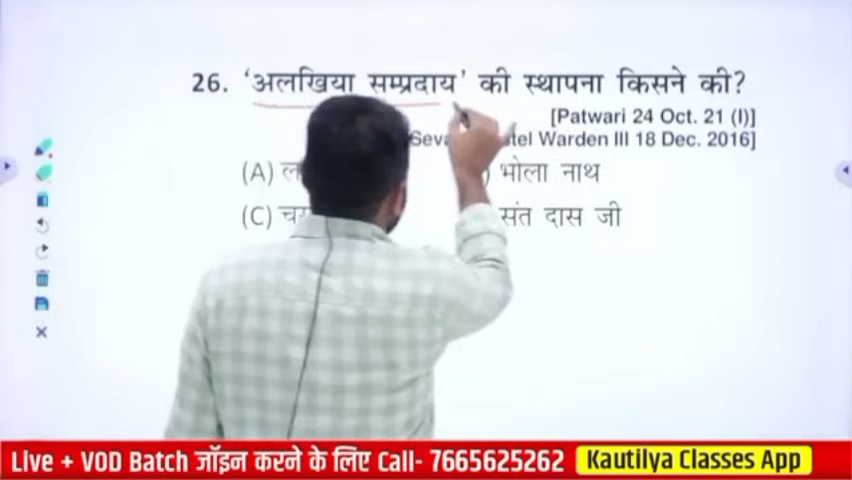 26. ‘अलखिया सम्प्रदाय’ की स्थापना किसने की?
[Patwari 24 Oct. 21 (I)]
Warden III 18 Dec. 2016]
(A) भोला नाथ
(C) संत दास जी
LIve + VOD Batch जॉइन करने के लिए Call- 7665625262 Kautilya Classes App